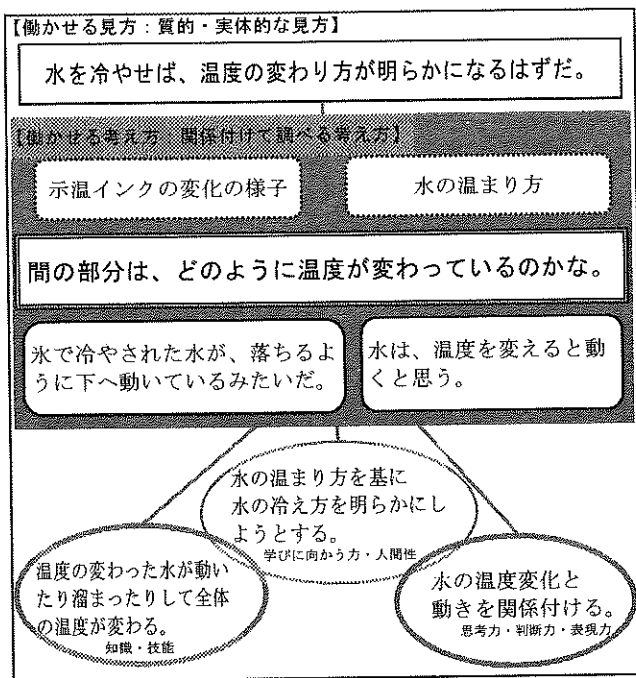 【働かせる見方：質的・実体的な見方】
水を冷やせば、温度の変わり方が明らかになるはずだ。
【働かせる考え方：関係付けて調べる考え方】
示温インクの変化の様子
水の温まり方
間の部分は、どのように温度が変わっているのかな。
氷で冷やされた水が、落ちるよ
うに下へ動いているみたいだ。
水は、温度を変えると動
くと思う。
水の温まり方を基に
水の冷え方を明らかにし
ようとする。
学びに向かう力・人間性
温度の変わった水が動い
たり溜まったりして全体
の温度が変わる。
知識・技能
水の温度変化と
動きを関係付ける。
思考力・判断力・表現力